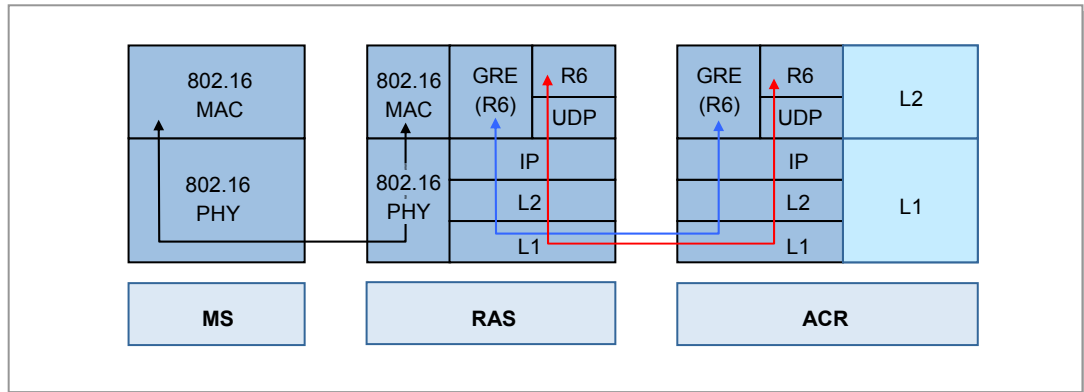 802.16
MAC
802.16
PHY
802.16
MAC
GRE
(R6)
R6
UDP
802.16
PHY
IP
L2
L1
GRE
(R6)
R6
UDP
IP
L2
L1
L2
L1
MS
RAS
ACR